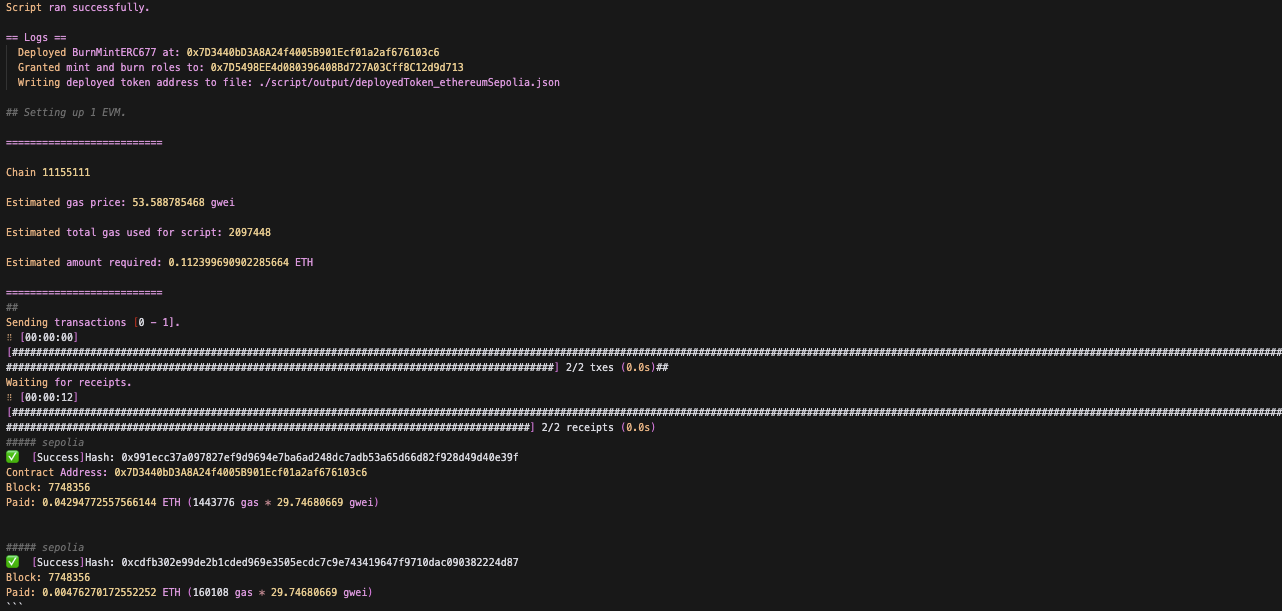 Script ran successfully.
== Logs ==
Deployed BurnMintERC677 at: 0x7D3440bD3A8A24f4005B901Ecf01a2af676103c6
Granted mint and burn roles to: 0x7D5498EE4d080396408Bd727A03Cff8C12d9d713
Writing deployed token address to file: ./script/output/deployedToken_ethereumSepolia.json
## Setting up 1 EVM.
==========================
Chain 11155111
Estimated gas price: 53.588785468 gwei
Estimated total gas used for script: 2097448
Estimated amount required: 0.112399690902285664 ETH
==========================
##
Sending transactions [0 - 1].
⠿ [00:00:00]
[##################################################################################################################################################################################################################
###########################################################################################] 2/2 txes (0.0s)##
Waiting for receipts.
⠿ [00:00:12]
[##################################################################################################################################################################################################################
#######################################################################################] 2/2 receipts (0.0s)
##### sepolia
✅ [Success]Hash: 0x991ecc37a097827ef9d9694e7ba6ad248dc7adb53a65d66d82f928d49d40e39f
Contract Address: 0x7D3440bD3A8A24f4005B901Ecf01a2af676103c6
Block: 7748356
Paid: 0.04294772557566144 ETH (1443776 gas * 29.74680669 gwei)
##### sepolia
✅ [Success]Hash: 0xcdfb302e99de2b1cded969e3505ecdc7c9e743419647f9710dac090382224d87
Block: 7748356
Paid: 0.00476270172552252 ETH (160108 gas * 29.74680669 gwei)
```